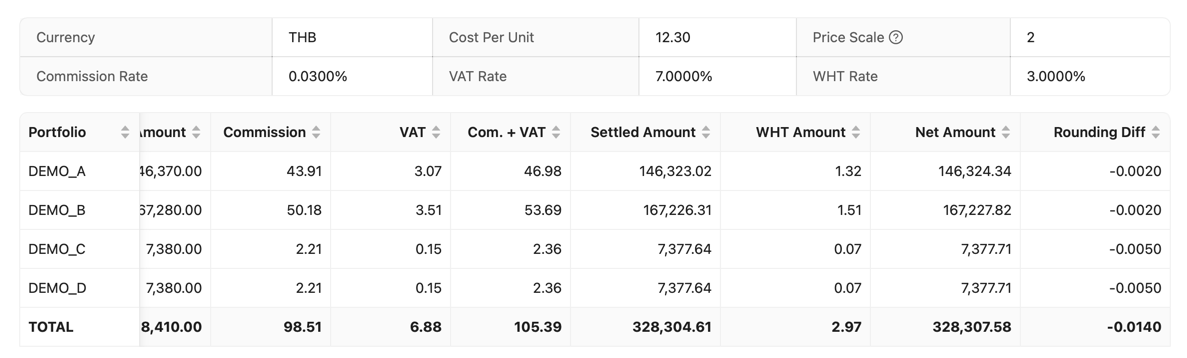 Currency THB Cost Per Unit 12.30 Price Scale ? 2
Commission Rate 0.0300% VAT Rate 7.0000% WHT Rate 3.0000%
Portfolio mount Commission VAT Com. + VAT Settled Amount WHT Amount Net Amount Rounding Diff
DEMO_A 46,370.00 43.91 3.07 46.98 146,323.02 1.32 146,324.34 -0.0020
DEMO_B 67,280.00 50.18 3.51 53.69 167,226.31 1.51 167,227.82 -0.0020
DEMO_C 7,380.00 2.21 0.15 2.36 7,377.64 0.07 7,377.71 -0.0050
DEMO_D 7,380.00 2.21 0.15 2.36 7,377.64 0.07 7,377.71 -0.0050
TOTAL 8,410.00 98.51 6.88 105.39 328,304.61 2.97 328,307.58 -0.0140